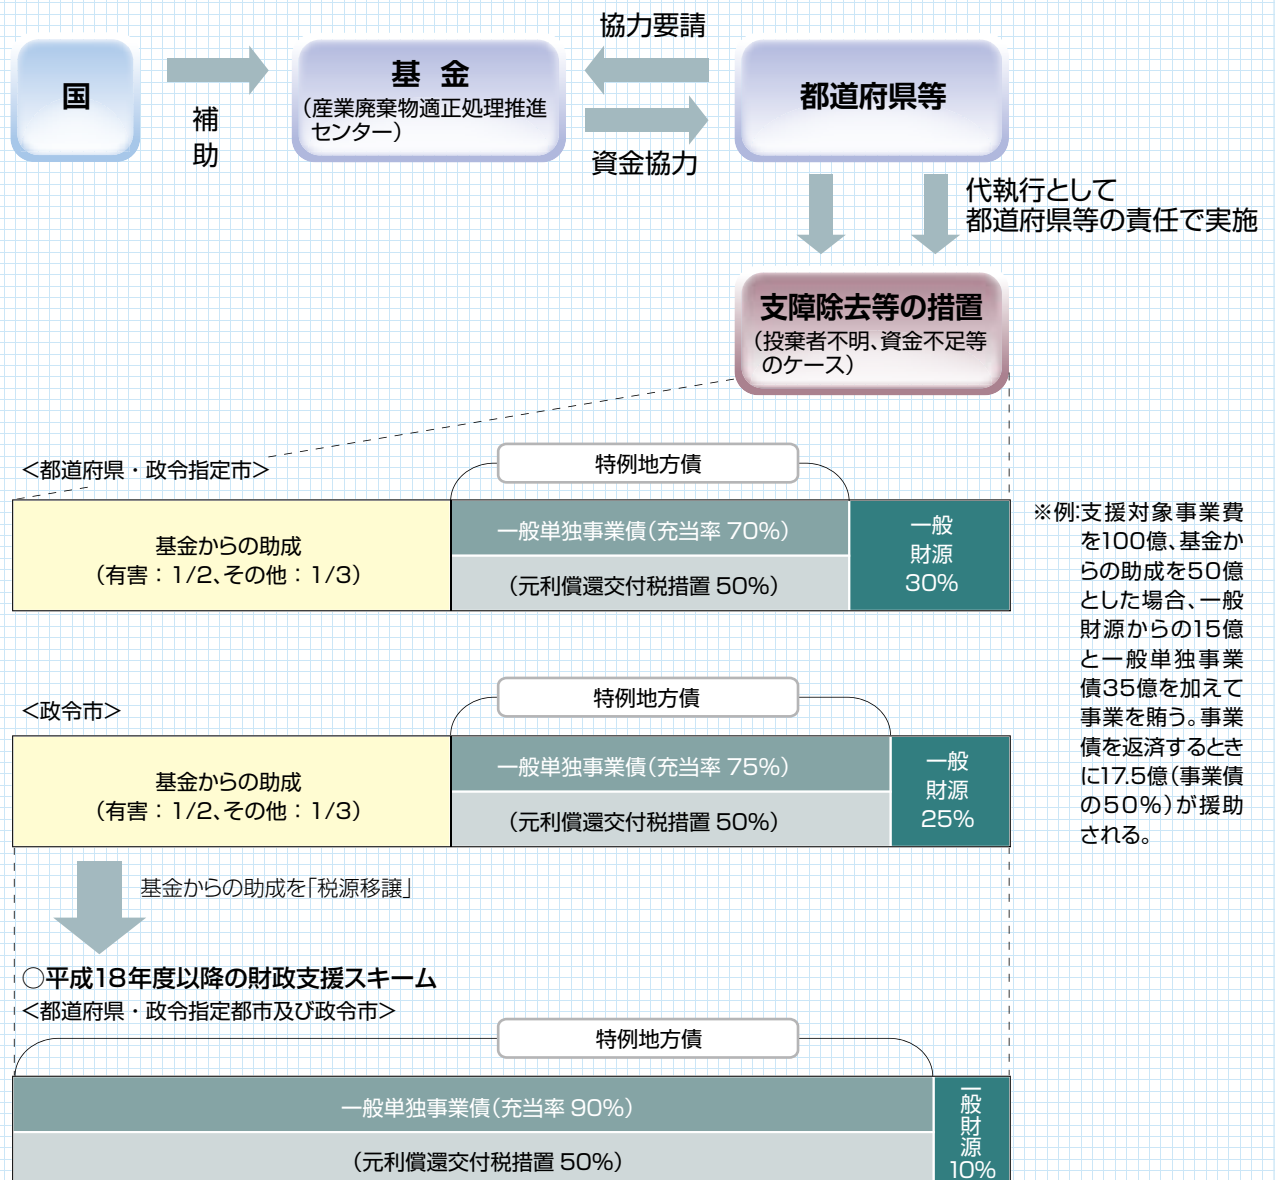 協力要請
国
補
助
基 金
(産業廃棄物適正処理推進
センター)
資金協力
都道府県等
代執行として
都道府県等の責任で実施
支障除去等の措置
(投棄者不明、資金不足等
のケース)
<都道府県・政令指定市>
特例地方債
基金からの助成
(有害:1/2、その他:1/3)
一般単独事業債(充当率 70%)
(元利償還交付税措置 50%)
一般
財源
30%
※例:支援対象事業費
を100億、基金か
らの助成を50億
とした場合、一般
財源からの15億
と一般単独事業
債35億を加えて
事業を賄う。事業
債を返済するとき
に17.5億(事業債
の50%)が援助
される。
<政令市>
特例地方債
基金からの助成
(有害:1/2、その他:1/3)
一般単独事業債(充当率 75%)
(元利償還交付税措置 50%)
一般
財源
25%
基金からの助成を「税源移譲」
○平成18年度以降の財政支援スキーム
<都道府県・政令指定都市及び政令市>
特例地方債
一般単独事業債(充当率 90%)
(元利償還交付税措置 50%)
一般財源
10%